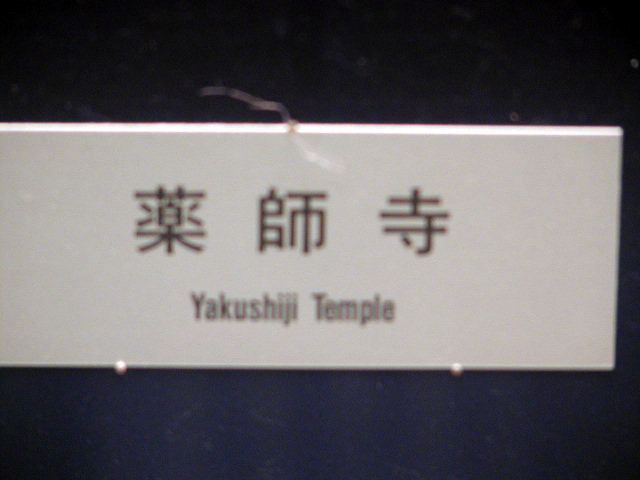 薬師寺
Yakushiji Temple